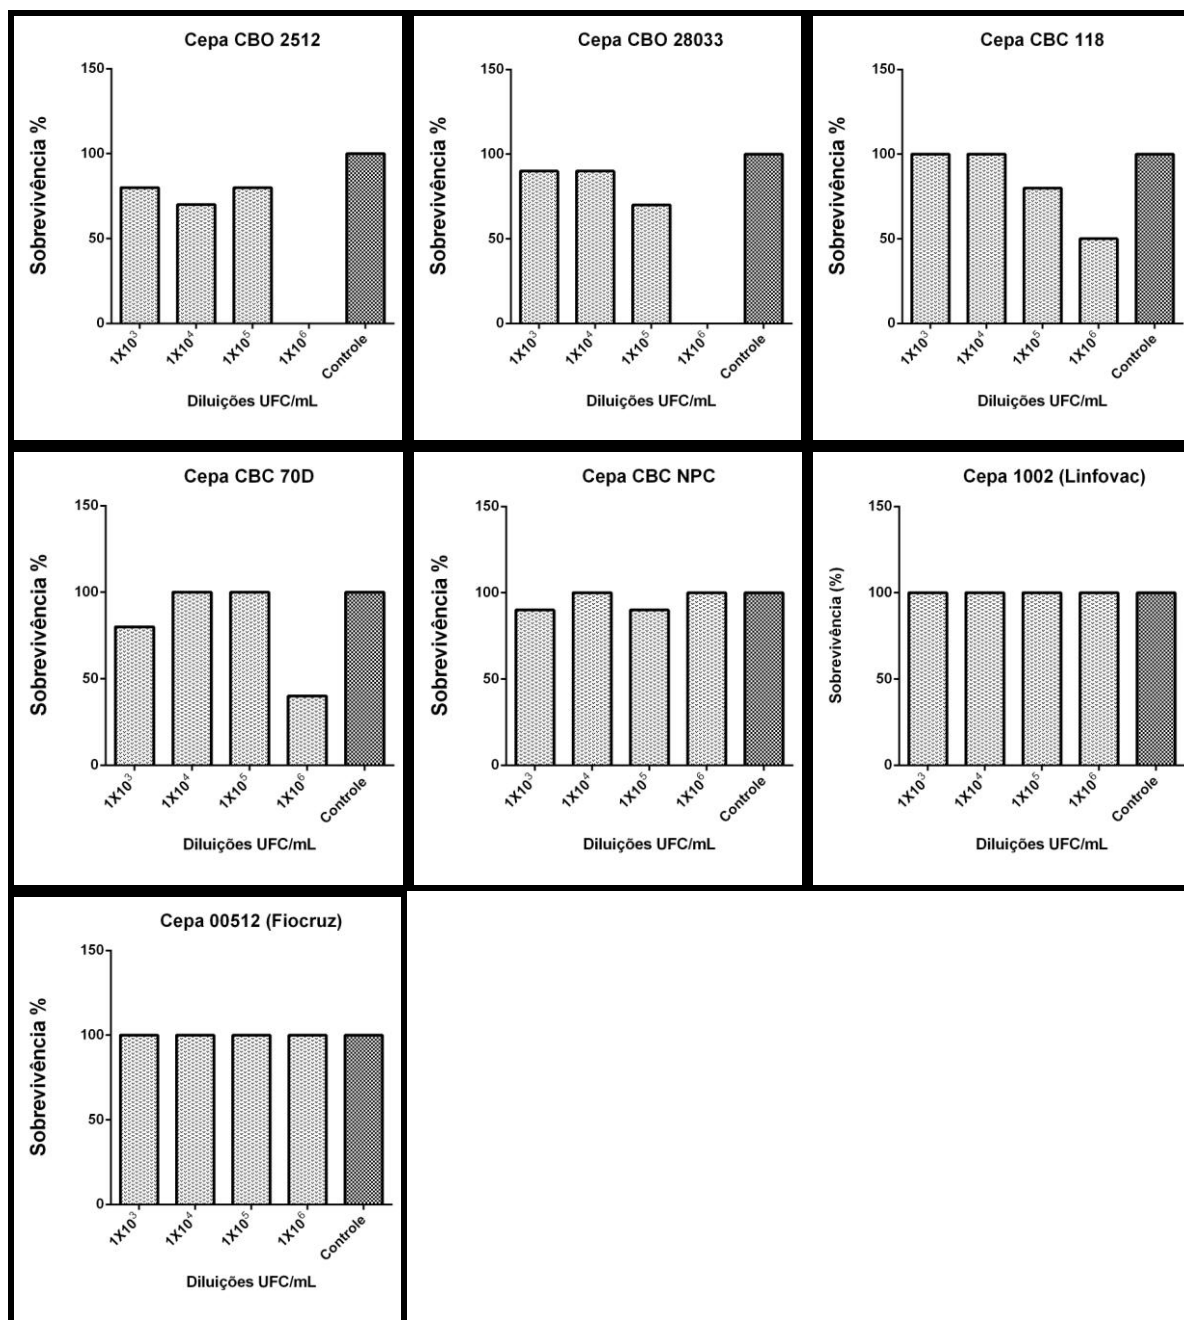 Cepa CBO 2512
150
100
50
0
Sobrevivência %
1X10³
1X10⁴
1X10⁵
1X10⁶
Controle
Diluições UFC/mL
Cepa CBO 28033
150
100
50
0
Sobrevivência %
1X10³
1X10⁴
1X10⁵
1X10⁶
Controle
Diluições UFC/mL
Cepa CBC 118
150
100
50
0
Sobrevivência %
1X10³
1X10⁴
1X10⁵
1X10⁶
Controle
Diluições UFC/mL
Cepa CBC 70D
150
100
50
0
Sobrevivência %
1X10³
1X10⁴
1X10⁵
1X10⁶
Controle
Diluições UFC/mL
Cepa CBC NPC
150
100
50
0
Sobrevivência %
1X10³
1X10⁴
1X10⁵
1X10⁶
Controle
Diluições UFC/mL
Cepa 1002 (Linfovac)
150
100
50
0
Sobrevivência (%)
1X10³
1X10⁴
1X10⁵
1X10⁶
Controle
Diluições UFC/mL
Cepa 00512 (Fiocruz)
150
100
50
0
Sobrevivência %
1X10³
1X10⁴
1X10⁵
1X10⁶
Controle
Diluições UFC/mL